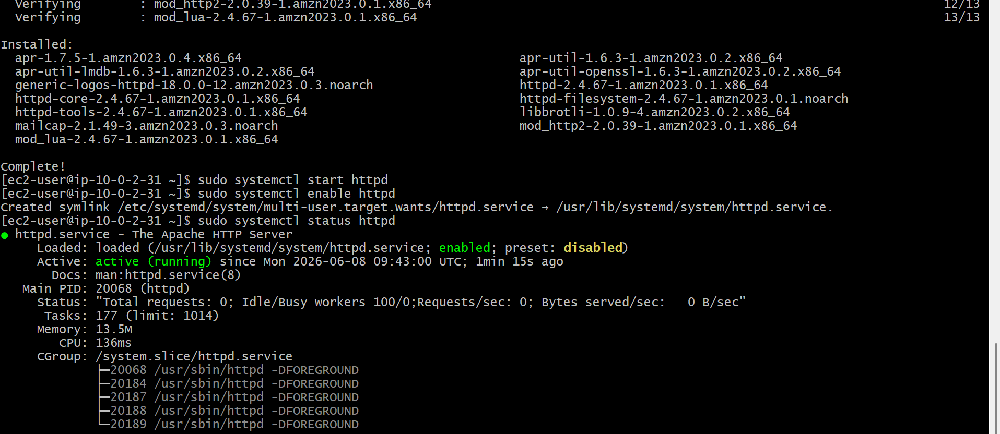 Verifying        : mod_http2-2.0.39-1.amzn2023.0.1.x86_64                                                                      12/13
Verifying        : mod_lua-2.4.67-1.amzn2023.0.1.x86_64                                                                        13/13
Installed:
apr-1.7.5-1.amzn2023.0.4.x86_64                                      apr-util-1.6.3-1.amzn2023.0.2.x86_64
apr-util-lmdb-1.6.3-1.amzn2023.0.2.x86_64                            apr-util-openssl-1.6.3-1.amzn2023.0.2.x86_64
generic-logos-httpd-18.0.0-12.amzn2023.0.3.noarch                    httpd-2.4.67-1.amzn2023.0.1.x86_64
httpd-core-2.4.67-1.amzn2023.0.1.x86_64                              httpd-filesystem-2.4.67-1.amzn2023.0.1.noarch
httpd-tools-2.4.67-1.amzn2023.0.1.x86_64                             libbrotli-1.0.9-4.amzn2023.0.2.x86_64
mailcap-2.1.49-3.amzn2023.0.3.noarch                                 mod_http2-2.0.39-1.amzn2023.0.1.x86_64
mod_lua-2.4.67-1.amzn2023.0.1.x86_64
Complete!
[ec2-user@ip-10-0-2-31 ~]$ sudo systemctl start httpd
[ec2-user@ip-10-0-2-31 ~]$ sudo systemctl enable httpd
Created symlink /etc/systemd/system/multi-user.target.wants/httpd.service → /usr/lib/systemd/system/httpd.service.
[ec2-user@ip-10-0-2-31 ~]$ sudo systemctl status httpd
● httpd.service - The Apache HTTP Server
Loaded: loaded (/usr/lib/systemd/system/httpd.service; enabled; preset: disabled)
Active: active (running) since Mon 2026-06-08 09:43:00 UTC; 1min 15s ago
Docs: man:httpd.service(8)
Main PID: 20068 (httpd)
Status: "Total requests: 0; Idle/Busy workers 100/0;Requests/sec: 0; Bytes served/sec:   0 B/sec"
Tasks: 177 (limit: 1014)
Memory: 13.5M
CPU: 136ms
CGroup: /system.slice/httpd.service
├─20068 /usr/sbin/httpd -DFOREGROUND
├─20184 /usr/sbin/httpd -DFOREGROUND
├─20187 /usr/sbin/httpd -DFOREGROUND
├─20188 /usr/sbin/httpd -DFOREGROUND
└─20189 /usr/sbin/httpd -DFOREGROUND